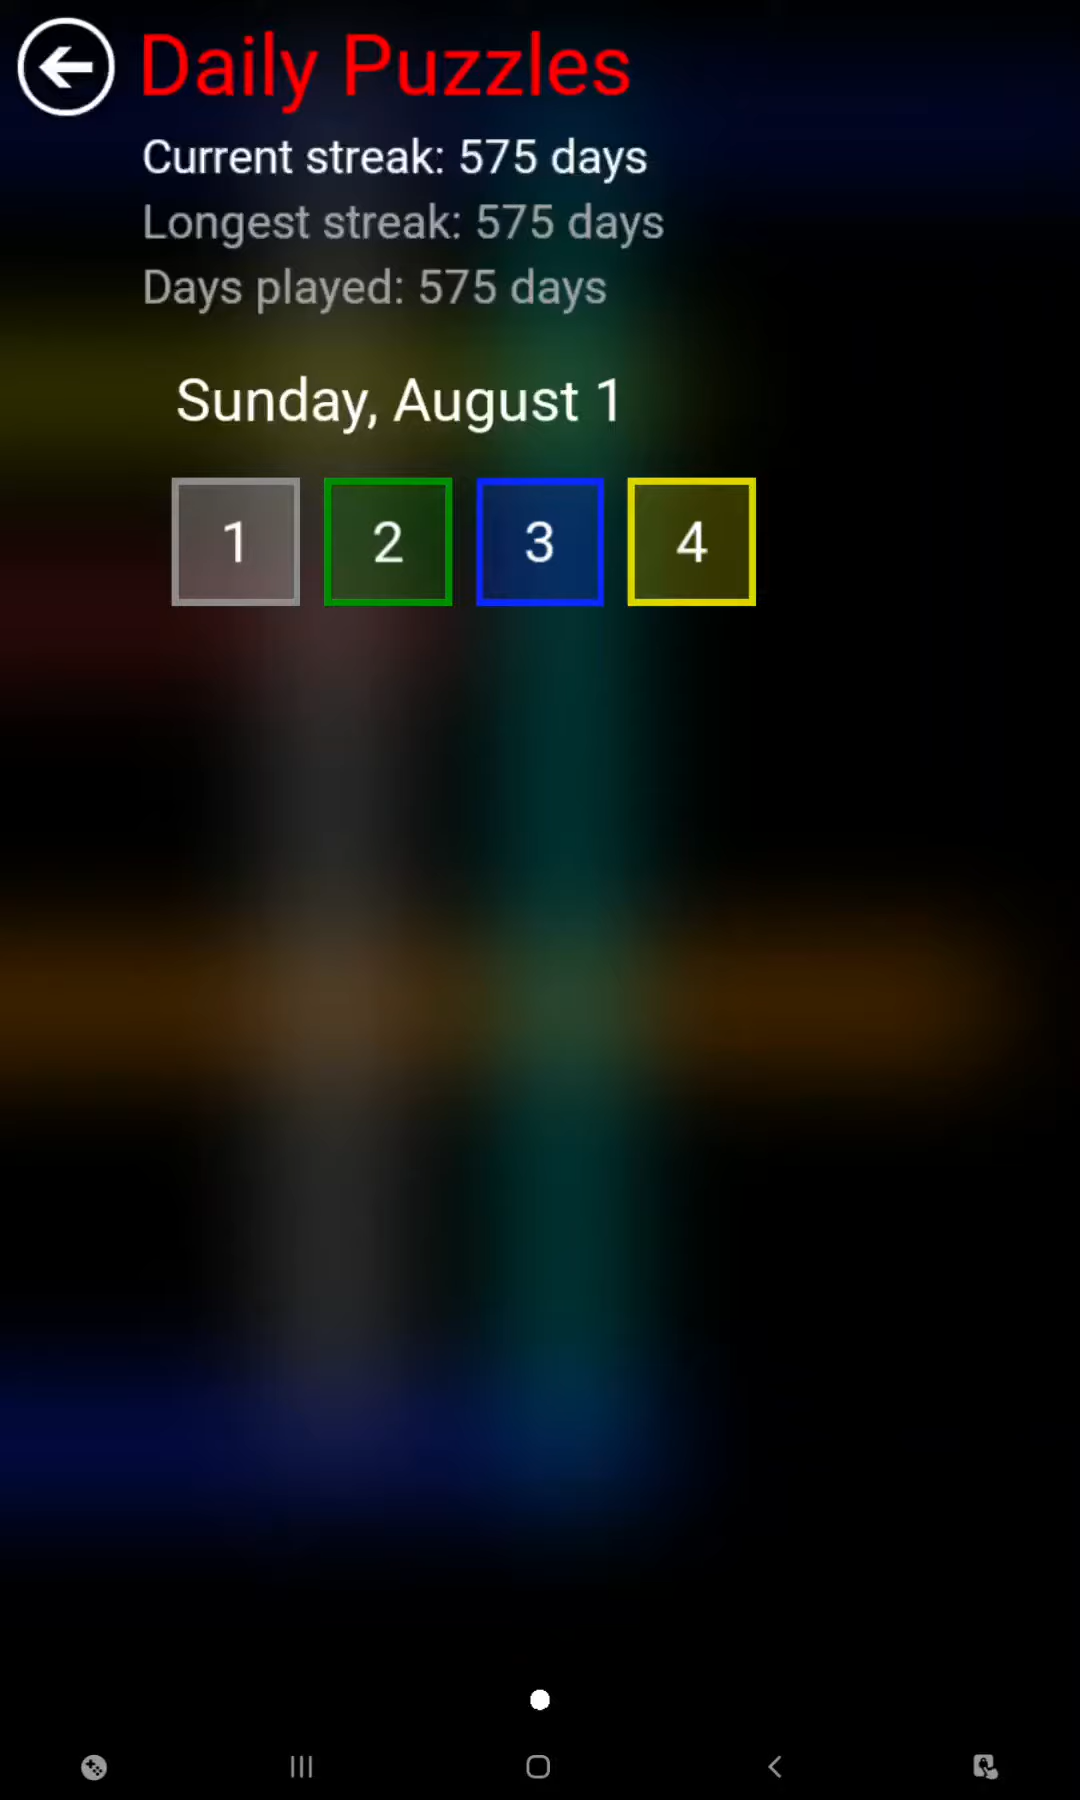 Daily Puzzles
Current streak: 575 days
Longest streak: 575 days
Days played: 575 days
Sunday, August 1
1 2 3 4